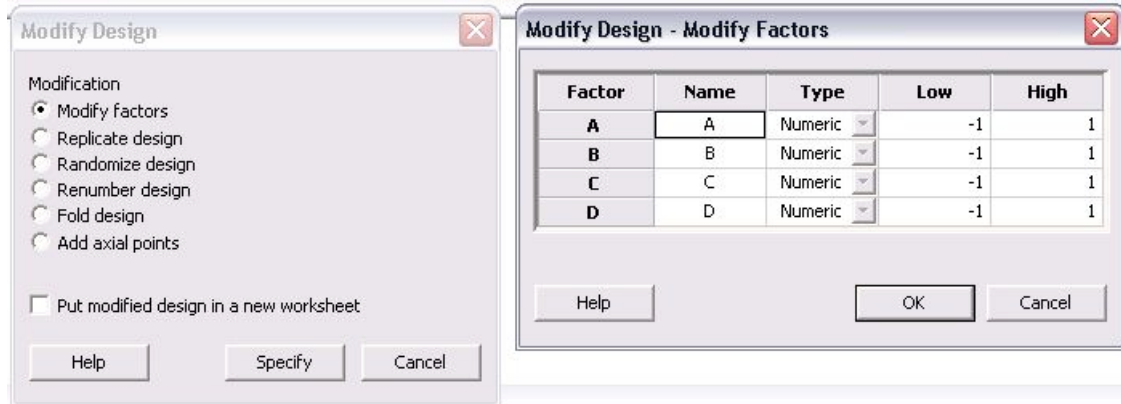 Modify Design
Modification
Modify factors
Replicate design
Randomize design
Renumber design
Fold design
Add axial points
Put modified design in a new worksheet
Help Specify Cancel
Modify Design - Modify Factors
Factor Name Type Low High
A A Numeric -1 1
B B Numeric -1 1
C C Numeric -1 1
D D Numeric -1 1
Help OK Cancel